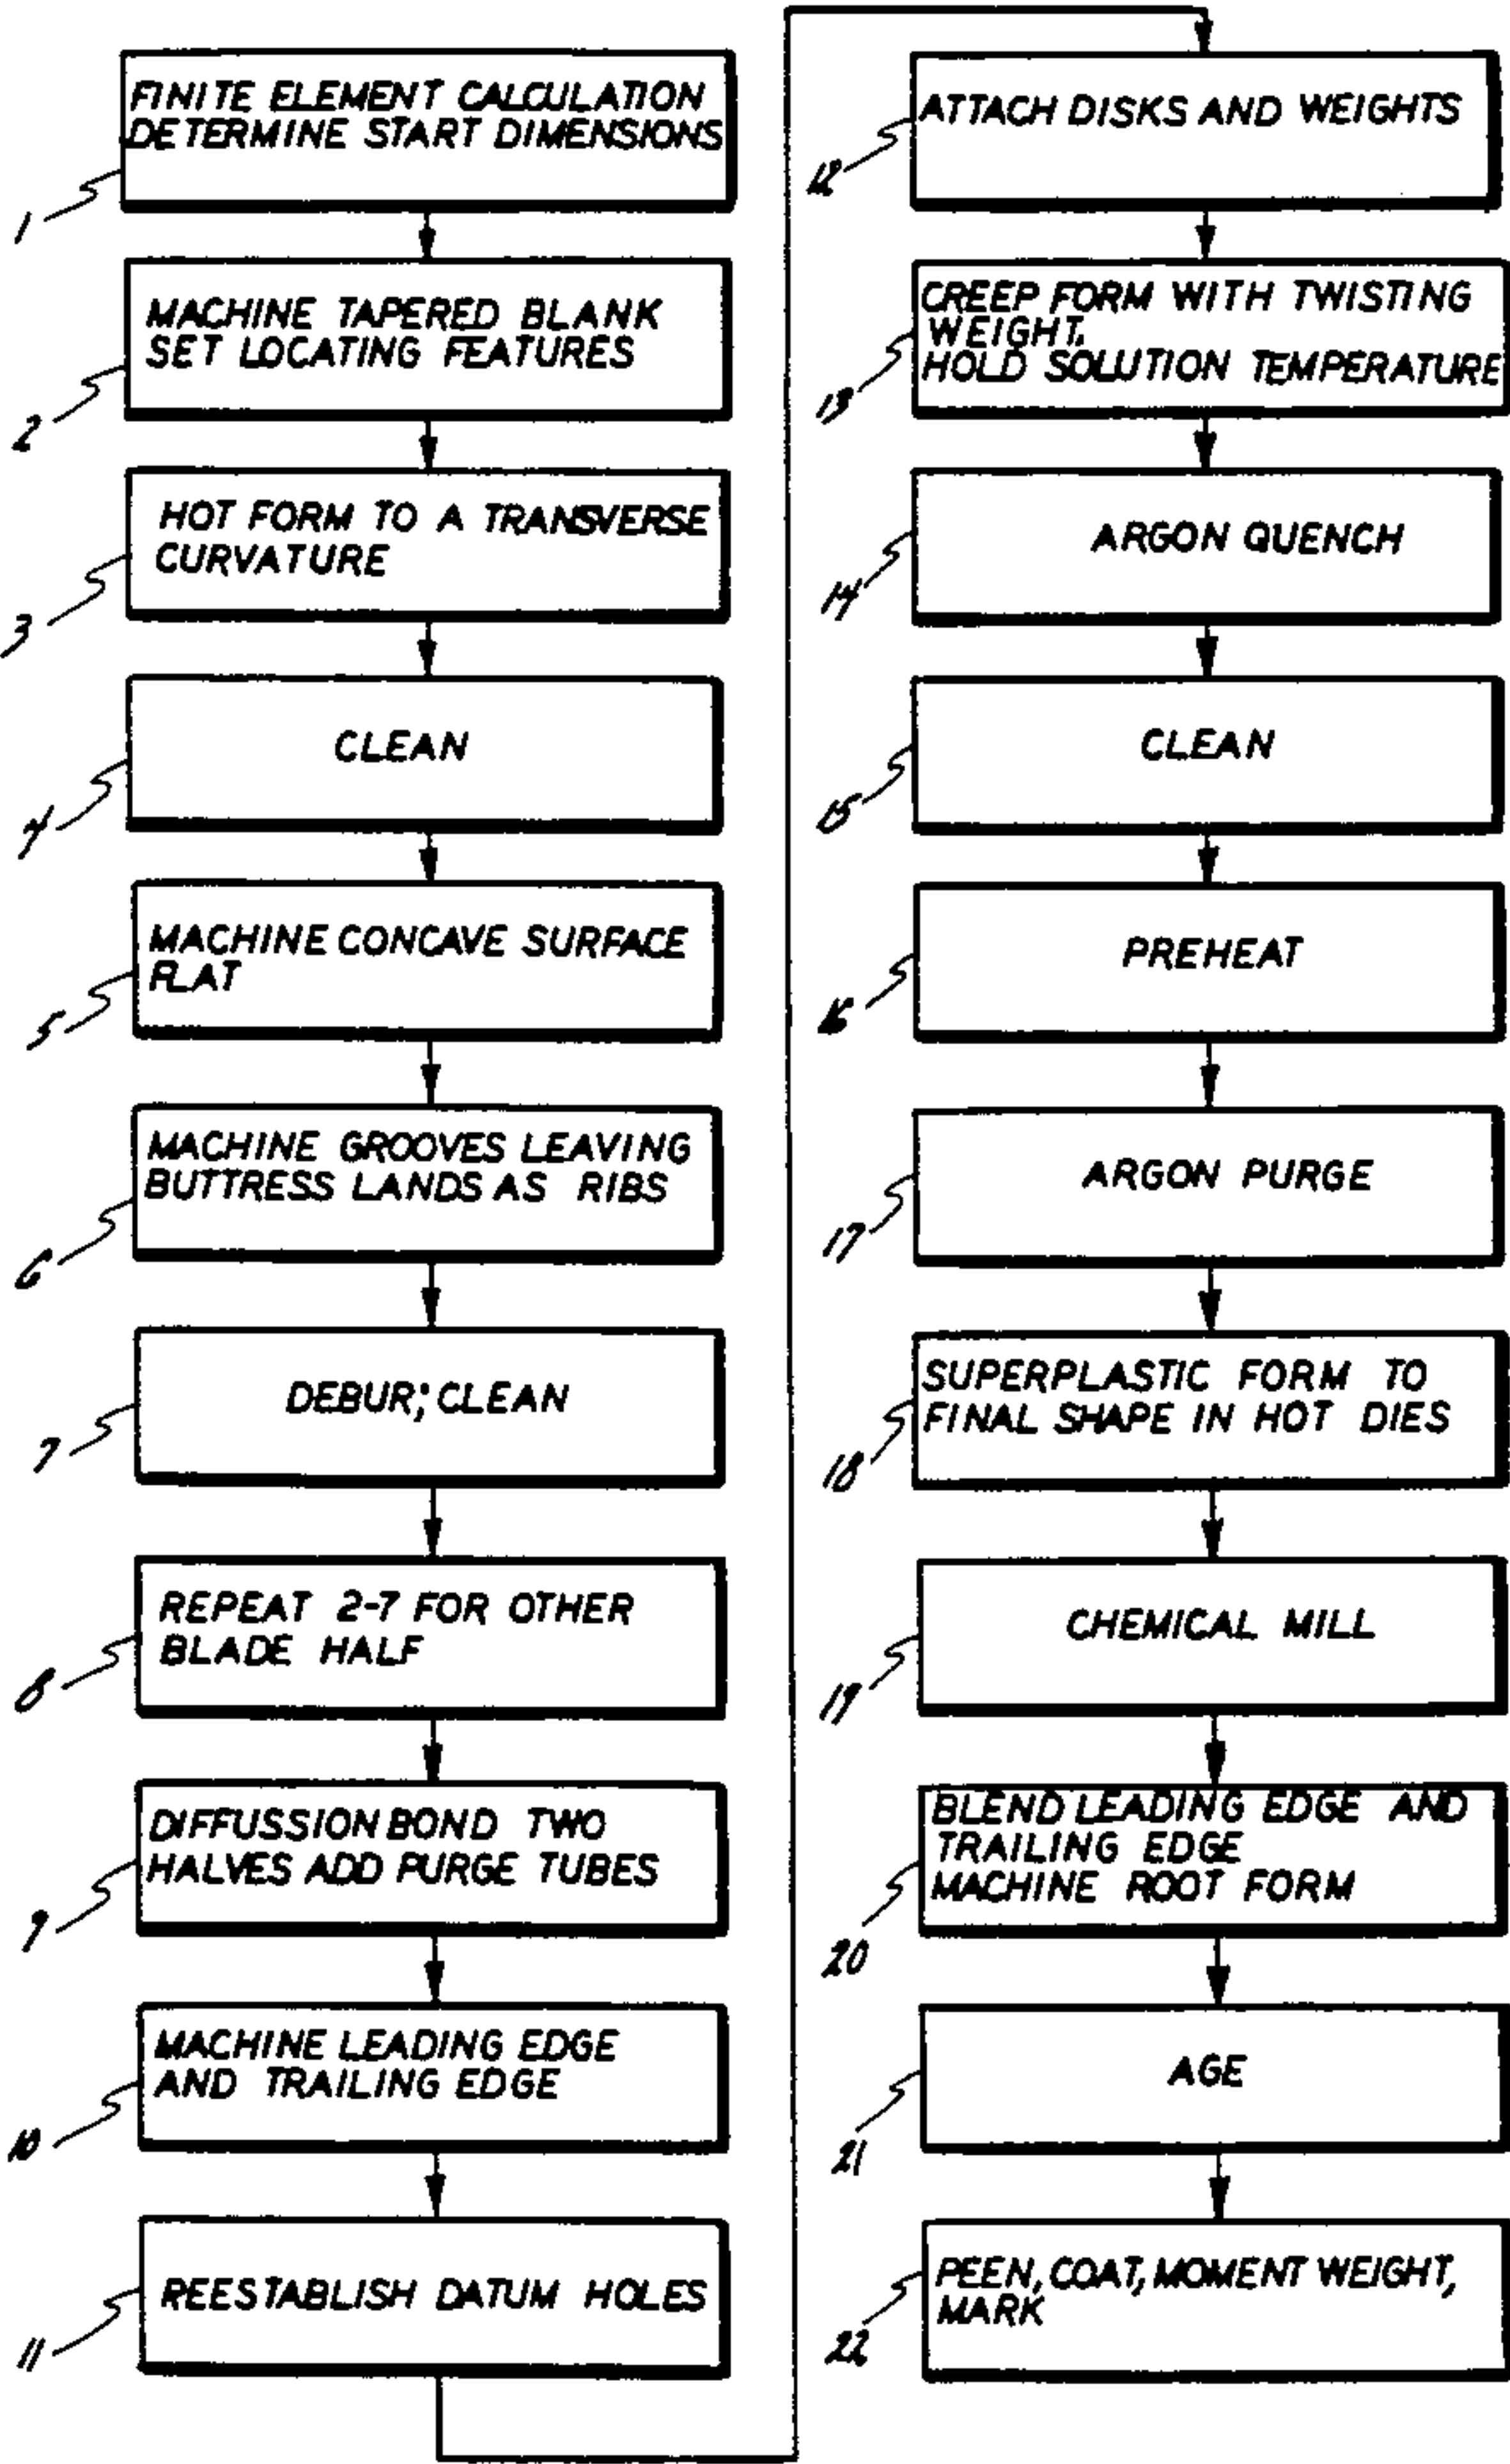 FINITE ELEMENT CALCULATION
DETERMINE START DIMENSIONS
1
MACHINE TAPERED BLANK
SET LOCATING FEATURES
2
HOT FORM TO A TRANSVERSE
CURVATURE
3
CLEAN
4
MACHINE CONCAVE SURFACE
FLAT
5
MACHINE GROOVES LEAVING
BUTTRESS LANDS AS RIBS
6
DEBUR; CLEAN
7
REPEAT 2-7 FOR OTHER
BLADE HALF
8
DIFFUSSION BOND TWO
HALVES ADD PURGE TUBES
9
MACHINE LEADING EDGE
AND TRAILING EDGE
10
REESTABLISH DATUM HOLES
11
ATTACH DISKS AND WEIGHTS
12
CREEP FORM WITH TWISTING
WEIGHT.
HOLD SOLUTION TEMPERATURE
13
ARGON QUENCH
14
CLEAN
15
PREHEAT
16
ARGON PURGE
17
SUPERPLASTIC FORM TO
FINAL SHAPE IN HOT DIES
18
CHEMICAL MILL
19
BLEND LEADING EDGE AND
TRAILING EDGE
MACHINE ROOT FORM
20
AGE
21
PEEN, COAT, MOMENT WEIGHT,
MARK
22